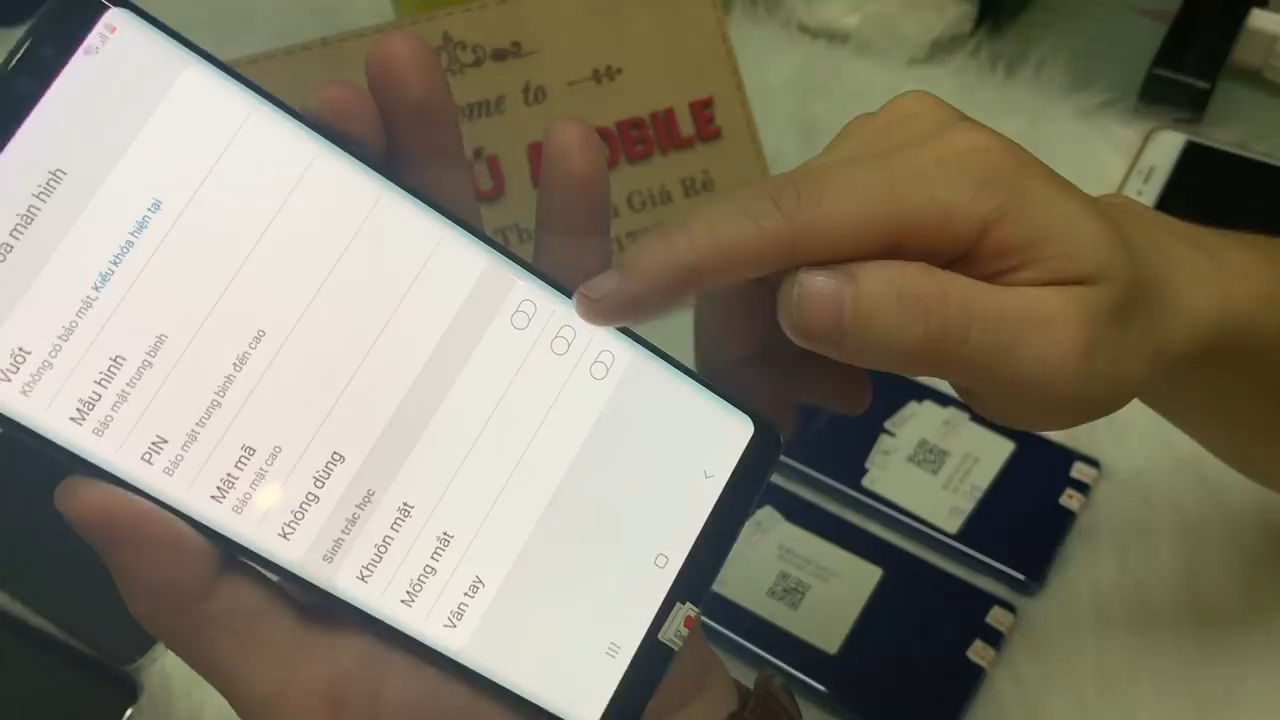 màn hình
Vuốt
Không có bảo mật, Kiểu khóa hiện tại
Mẫu hình
Bảo mật trung bình
PIN
Bảo mật trung bình đến cao
Mật mã
Bảo mật cao
Không dùng
Sinh trắc học
Khuôn mặt
Mống mắt
Vân tay
to
MOBILE
Giá Rẻ